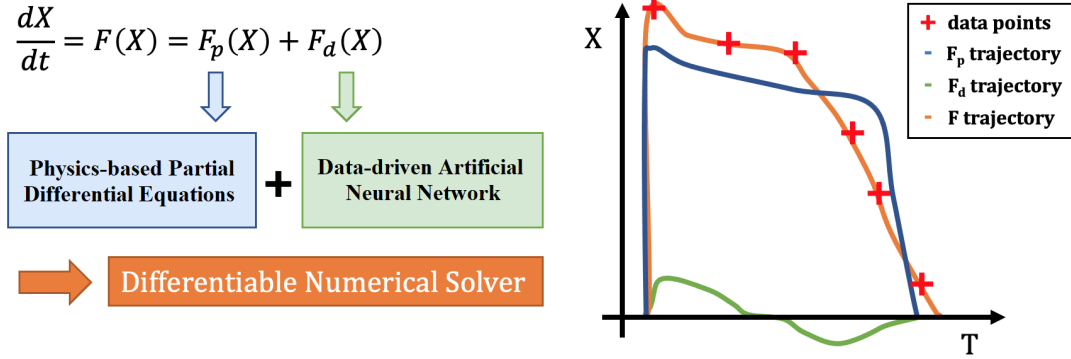 dX/dt = F(X) = F_p(X) + F_d(X)
Physics-based Partial
Differential Equations
+
Data-driven Artificial
Neural Network
Differentiable Numerical Solver
X
T
data points
F_p trajectory
F_d trajectory
F trajectory